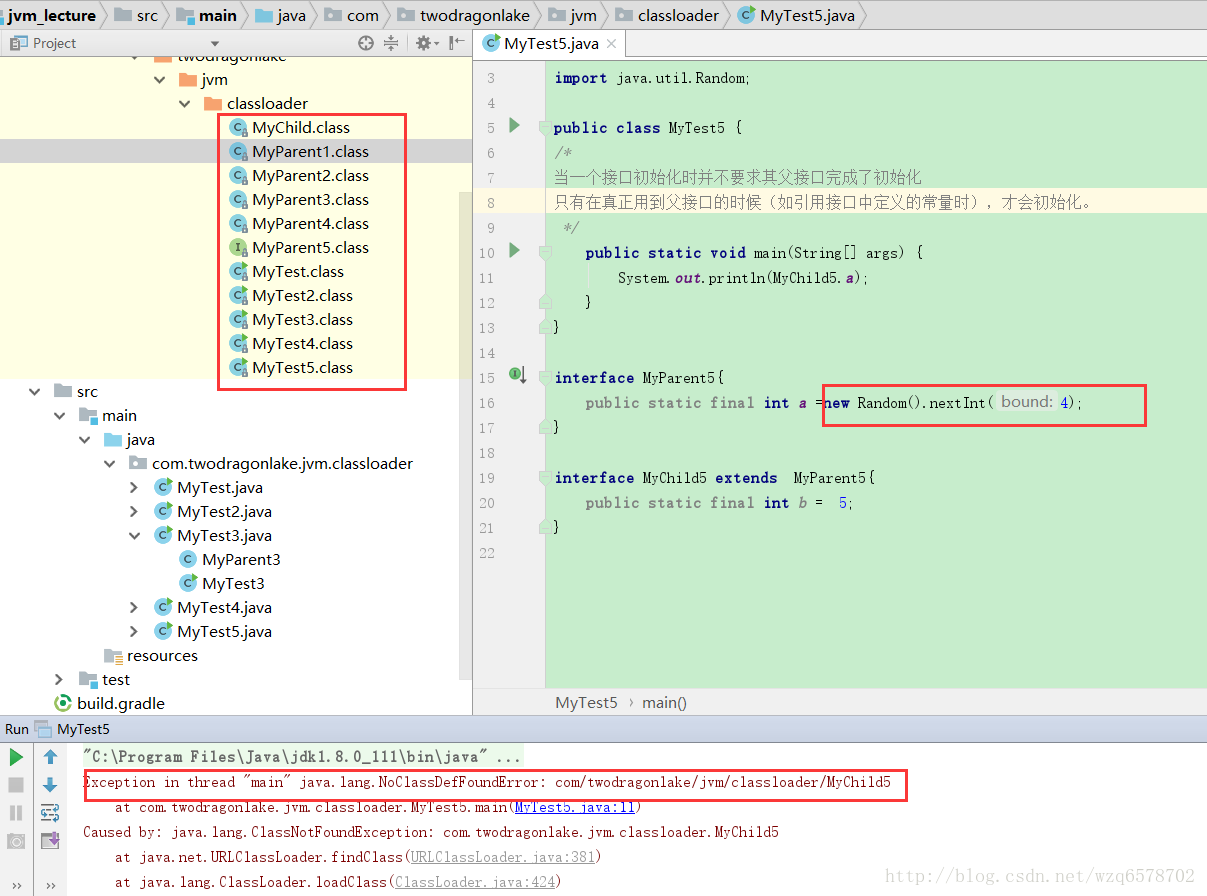 jvm_lecture src main java com twodragonlake jvm classloader MyTest5.java
Project
MyTest5.java
twodragonlake
jvm
classloader
MyChild.class
MyParent1.class
MyParent2.class
MyParent3.class
MyParent4.class
MyParent5.class
MyTest.class
MyTest2.class
MyTest3.class
MyTest4.class
MyTest5.class
src
main
java
com.twodragonlake.jvm.classloader
MyTest.java
MyTest2.java
MyTest3.java
MyParent3
MyTest3
MyTest4.java
MyTest5.java
resources
test
build.gradle
3 import java.util.Random;
4
5 public class MyTest5 {
6 /*
7 当一个接口初始化时并不要求其父接口完成了初始化
8 只有在真正用到父接口的时候（如引用接口中定义的常量时），才会初始化。
9 */
10 public static void main(String[] args) {
11 System.out.println(MyChild5.a);
12 }
13 }
14
15 interface MyParent5{
16 public static final int a =new Random().nextInt( bound: 4);
17 }
18
19 interface MyChild5 extends MyParent5{
20 public static final int b = 5;
21 }
22
MyTest5 › main()
Run MyTest5
"C:\Program Files\Java\jdk1.8.0_111\bin\java" ...
Exception in thread "main" java.lang.NoClassDefFoundError: com/twodragonlake/jvm/classloader/MyChild5
at com.twodragonlake.jvm.classloader.MyTest5.main(MyTest5.java:11)
Caused by: java.lang.ClassNotFoundException: com.twodragonlake.jvm.classloader.MyChild5
at java.net.URLClassLoader.findClass(URLClassLoader.java:381)
at java.lang.ClassLoader.loadClass(ClassLoader.java:424)
http://blog.csdn.net/wzq6578702